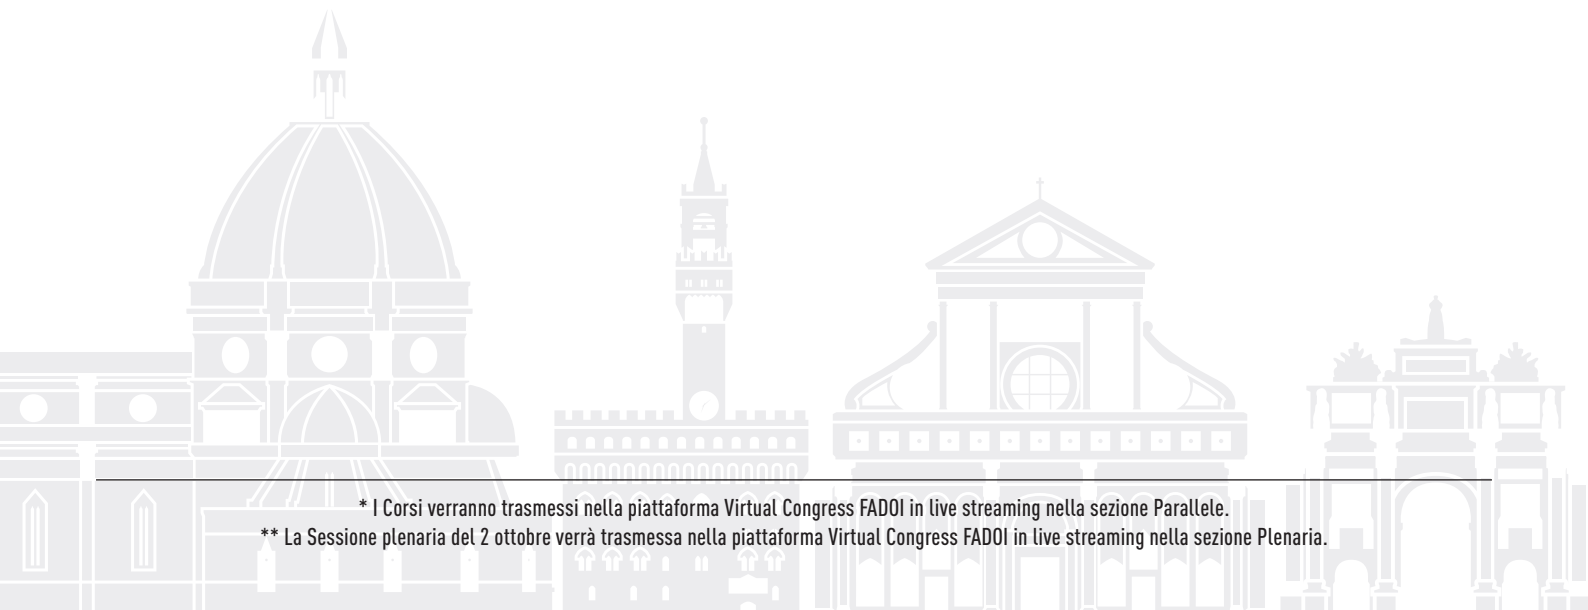 * I Corsi verranno trasmessi nella piattaforma Virtual Congress FADOI in live streaming nella sezione Parallele.
** La Sessione plenaria del 2 ottobre verrà trasmessa nella piattaforma Virtual Congress FADOI in live streaming nella sezione Plenaria.